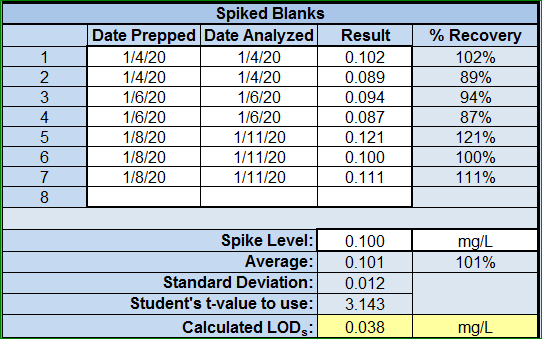 Spiked Blanks
Date Prepped Date Analyzed Result % Recovery
1 1/4/20 1/4/20 0.102 102%
2 1/4/20 1/4/20 0.089 89%
3 1/6/20 1/6/20 0.094 94%
4 1/6/20 1/6/20 0.087 87%
5 1/8/20 1/11/20 0.121 121%
6 1/8/20 1/11/20 0.100 100%
7 1/8/20 1/11/20 0.111 111%
8
Spike Level: 0.100 mg/L
Average: 0.101 101%
Standard Deviation: 0.012
Student's t-value to use: 3.143
Calculated LODs: 0.038 mg/L